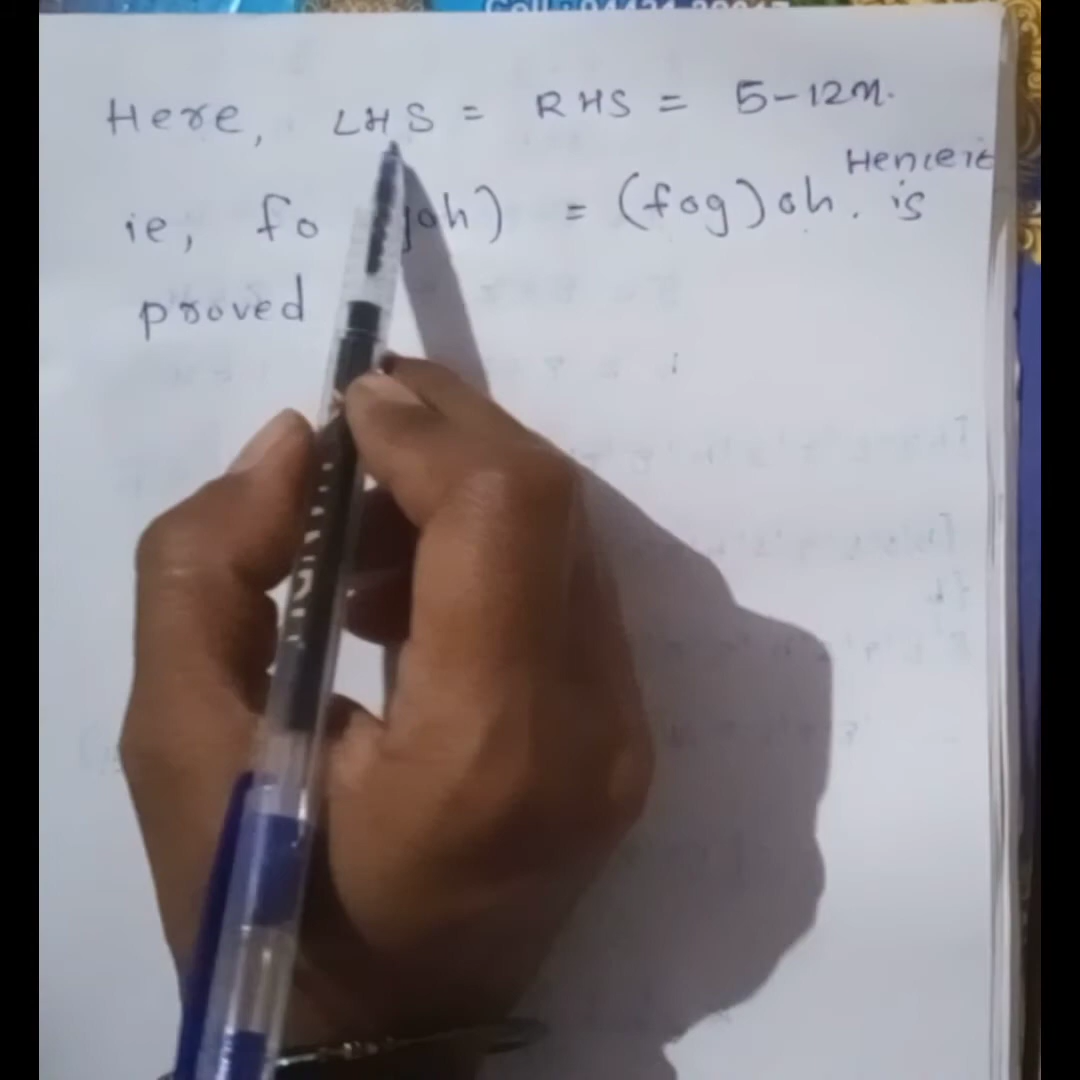 Here, LHS = RHS = 5-12x.
ie, fo oh) = (fog)oh. Hence it is
proved